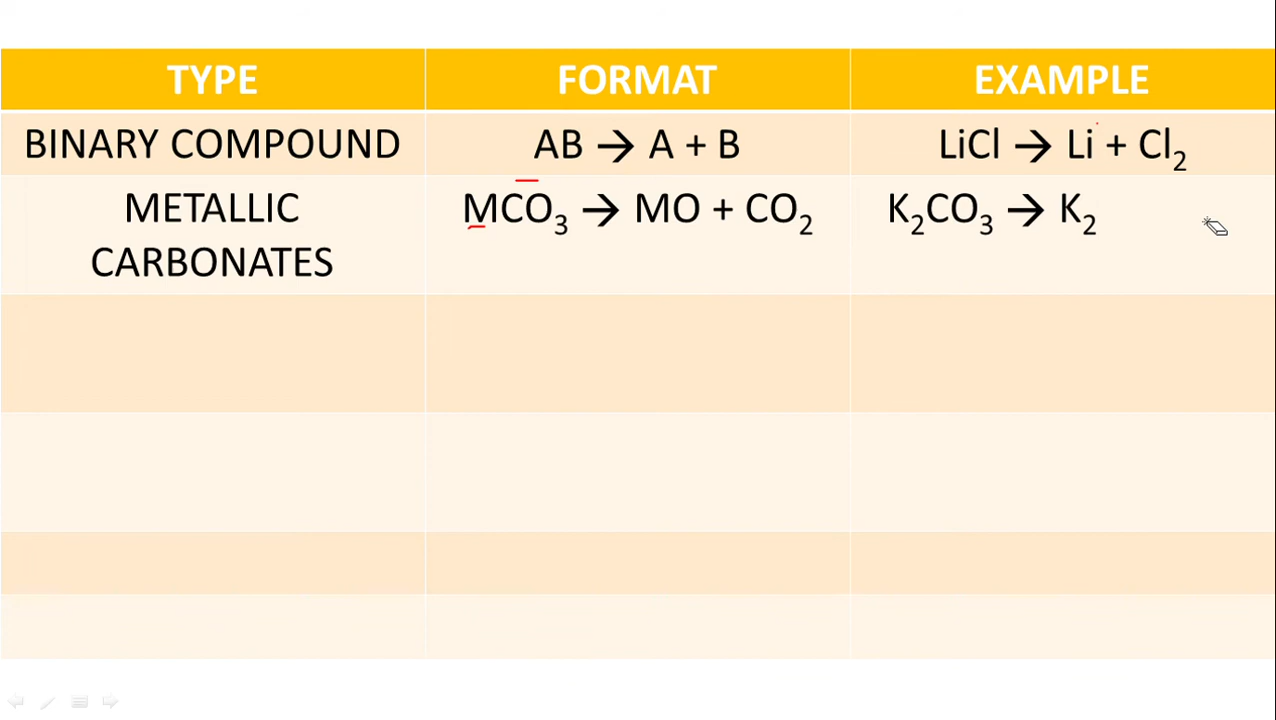 TYPE FORMAT EXAMPLE
BINARY COMPOUND AB → A + B LiCl → Li + Cl₂
METALLIC MCO₃ → MO + CO₂ K₂CO₃ → K₂
CARBONATES